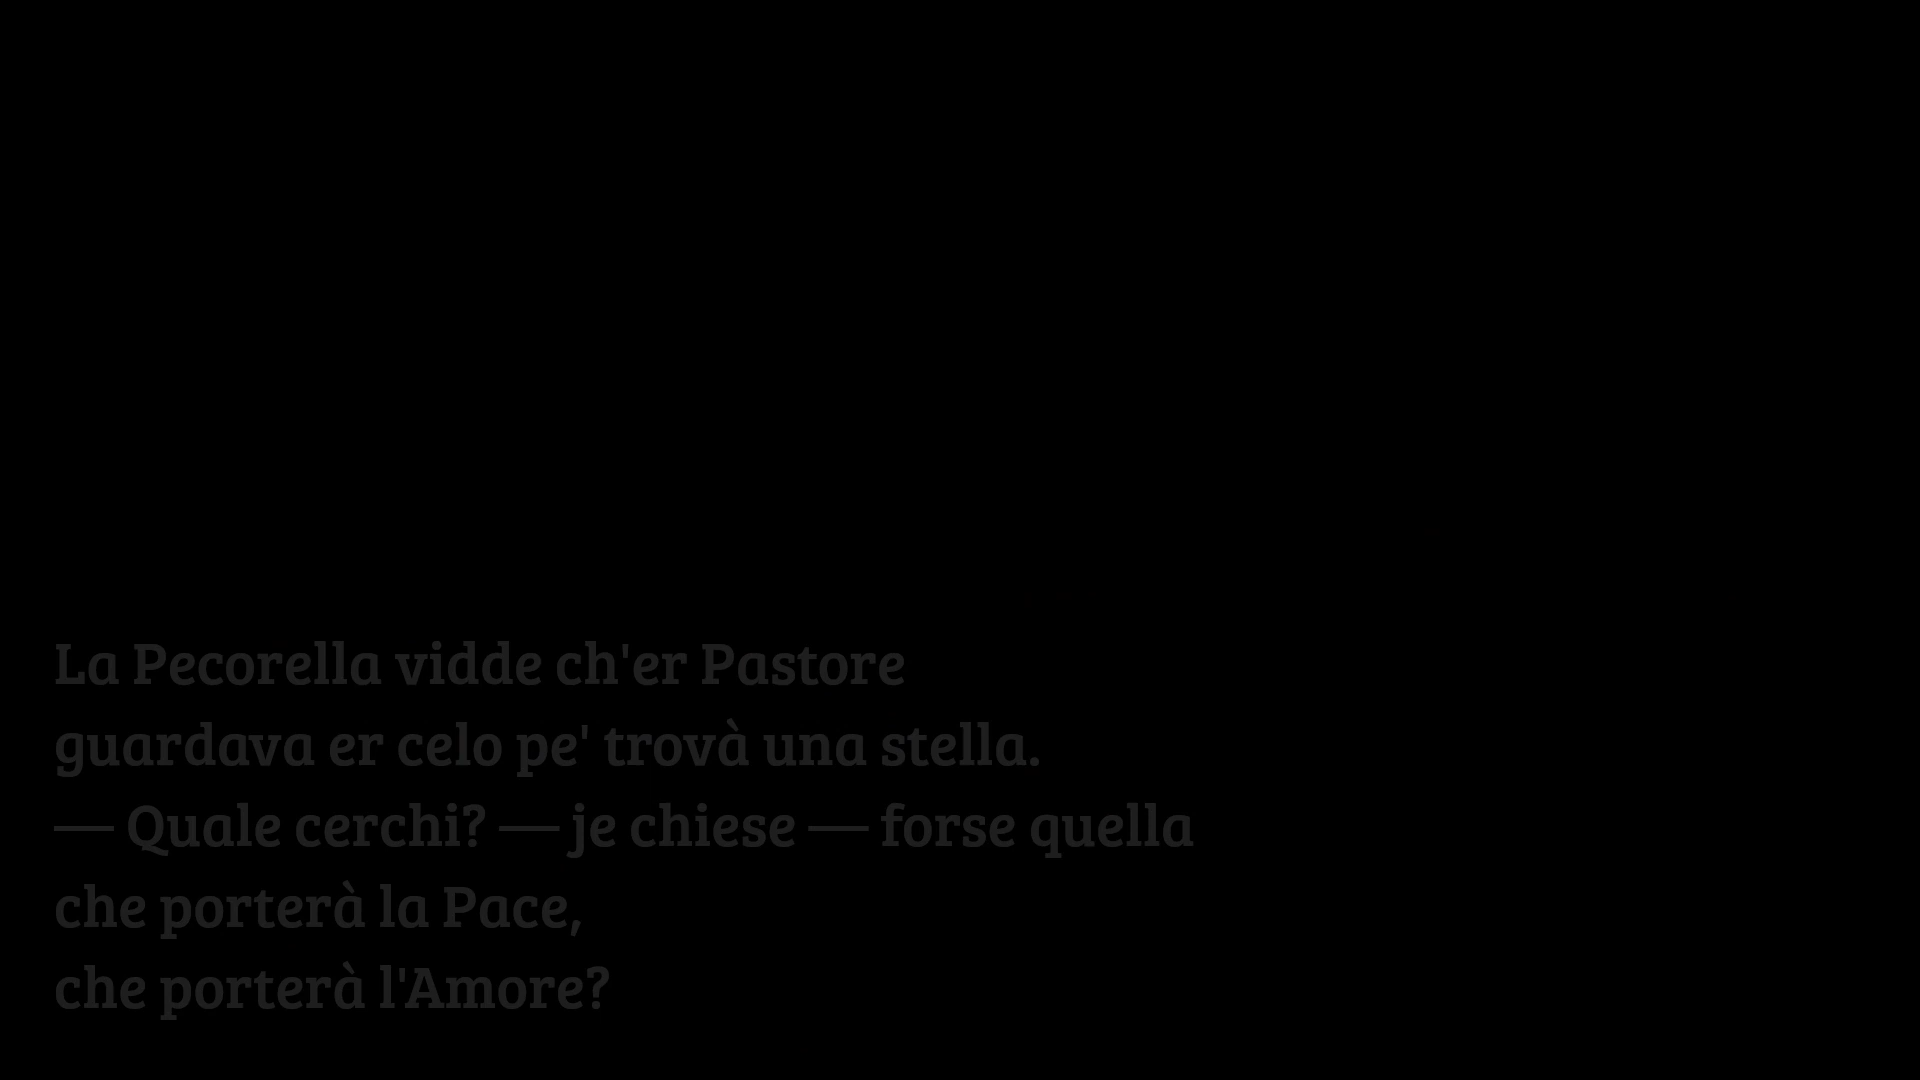 La Pecorella vidde ch'er Pastore
guardava er celo pe' trovà una stella.
— Quale cerchi? — je chiese — forse quella
che porterà la Pace,
che porterà l'Amore?